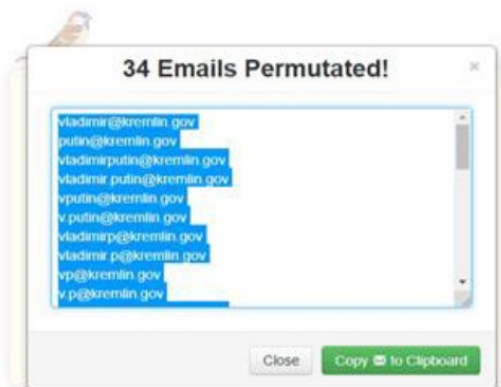 34 Emails Permutated!
×
vladimir@kremlin.gov
putin@kremlin.gov
vladimirputin@kremlin.gov
vladimir.putin@kremlin.gov
vputin@kremlin.gov
v.putin@kremlin.gov
vladimirp@kremlin.gov
vladimir.p@kremlin.gov
vp@kremlin.gov
v.p@kremlin.gov
Close
Copy ✉ to Clipboard